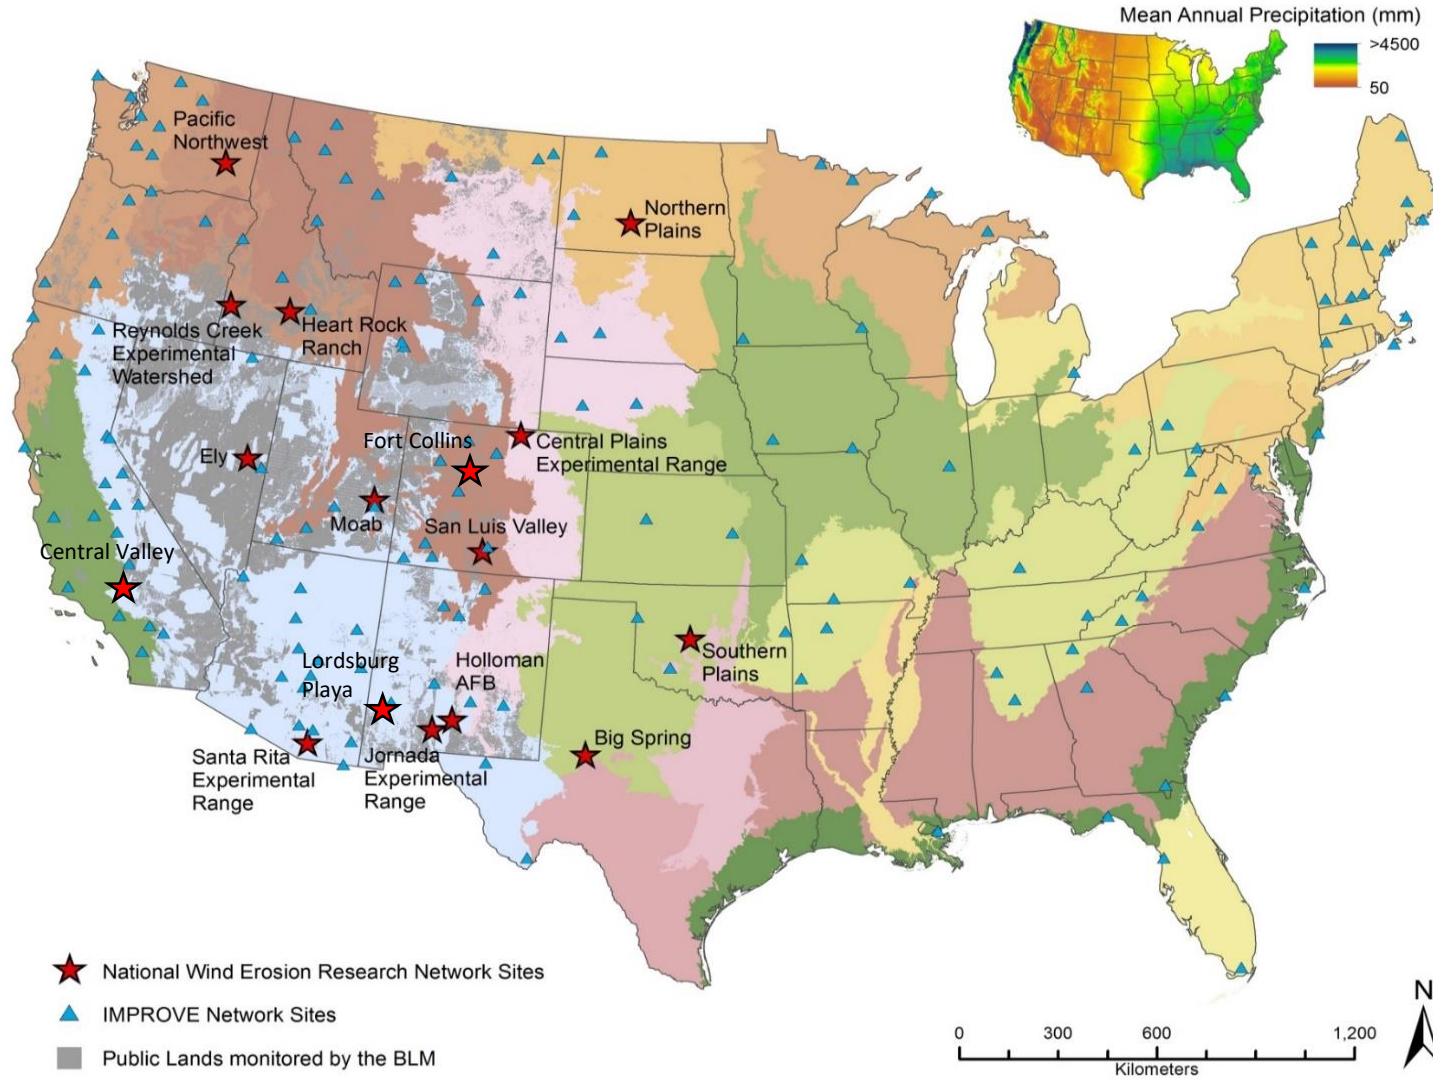 Mean Annual Precipitation (mm)
>4500
50
Pacific
Northwest
Northern
Plains
Reynolds Creek
Experimental
Watershed
Heart Rock
Ranch
Fort Collins
Central Plains
Experimental Range
Ely
Moab
San Luis Valley
Central Valley
Lordsburg
Playa
Holloman
AFB
Southern
Plains
Big Spring
Santa Rita
Experimental
Range
Jornada
Experimental
Range
National Wind Erosion Research Network Sites
IMPROVE Network Sites
Public Lands monitored by the BLM
0 300 600 1,200
Kilometers
N